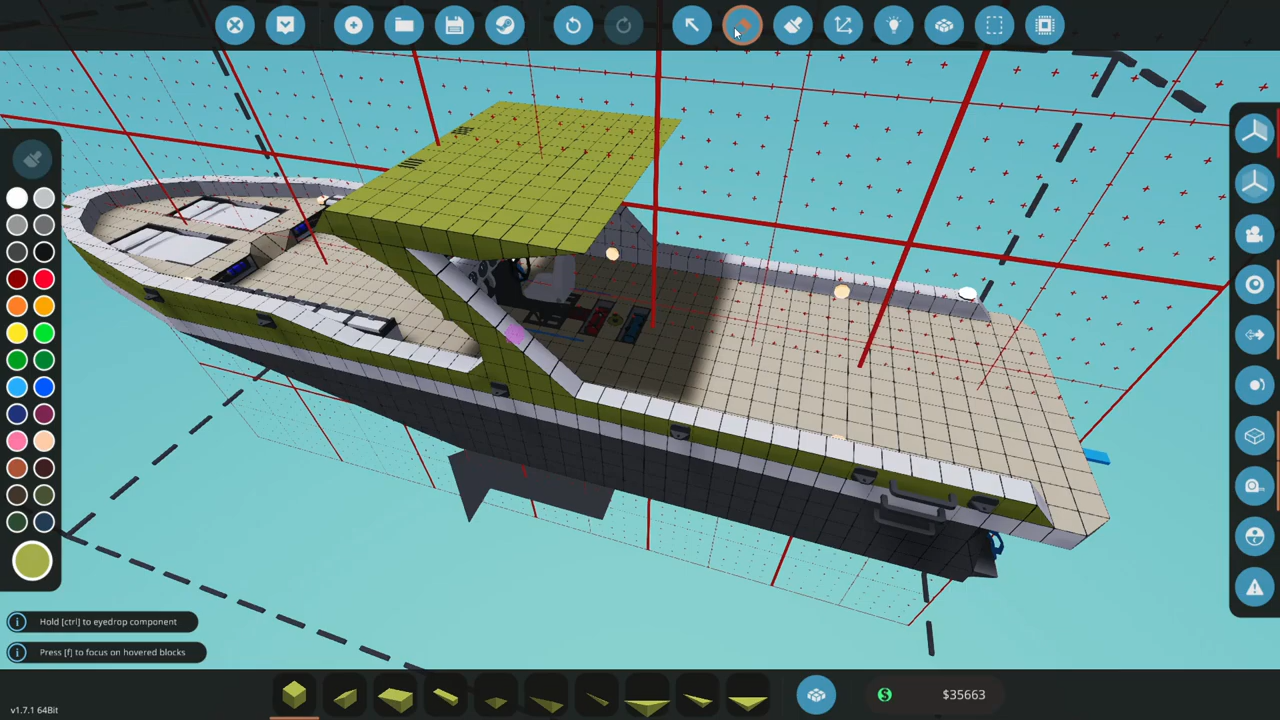 Hold [ctrl] to eyedrop component
Press [f] to focus on hovered blocks
$35663
v1.7.1 64Bit